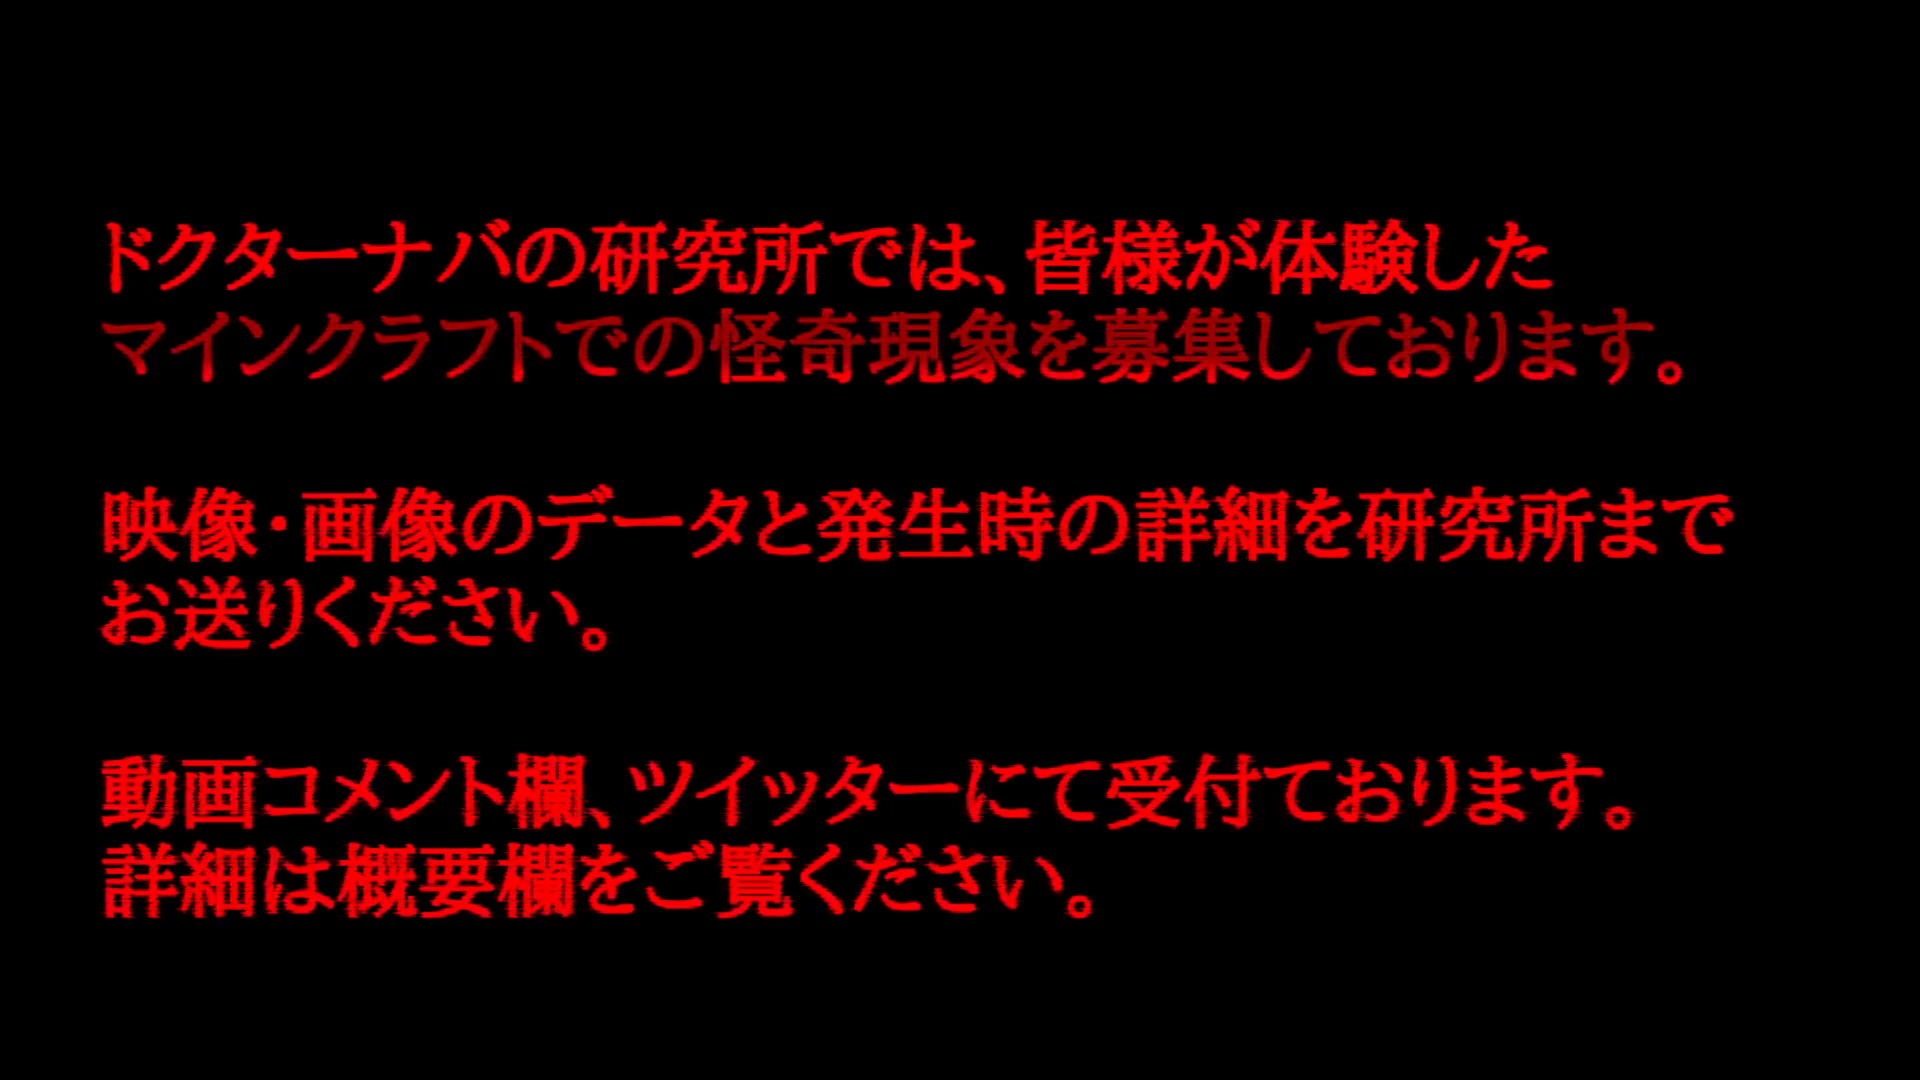 ドクターナバの研究所では、皆様が体験した
マインクラフトでの怪奇現象を募集しております。
映像・画像のデータと発生時の詳細を研究所まで
お送りください。
動画コメント欄、ツイッターにて受付ております。
詳細は概要欄をご覧ください。